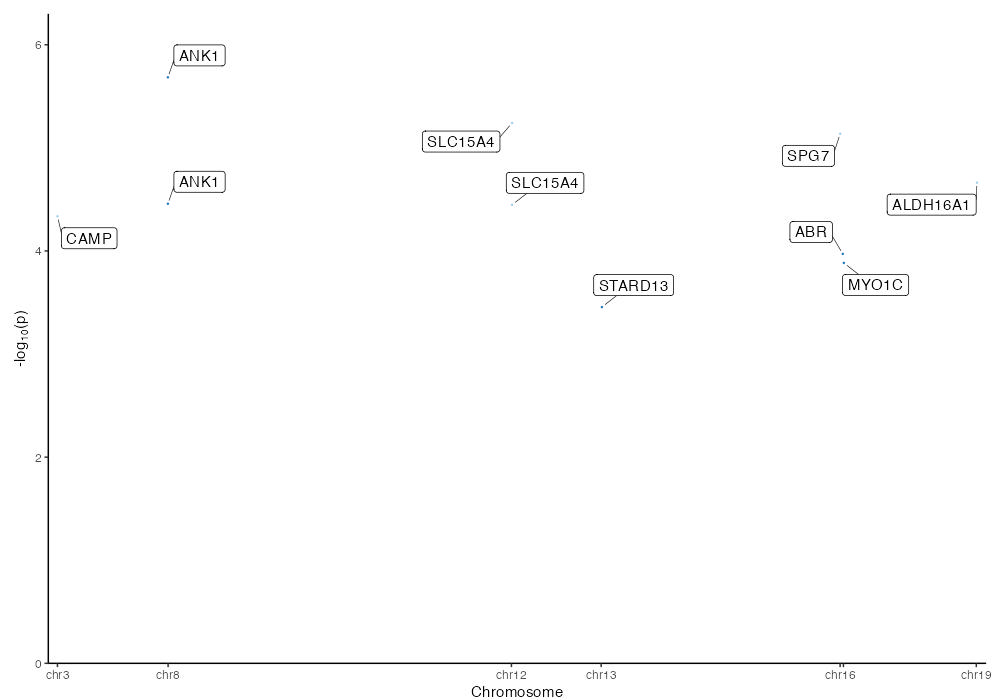 6
ANK1
SLC15A4
SPG7
ANK1
SLC15A4
ALDH16A1
CAMP
ABR
4
STARD13
MYO1C
-log10(p)
2
0
chr3 chr8 chr12 chr13 chr16 chr19
Chromosome